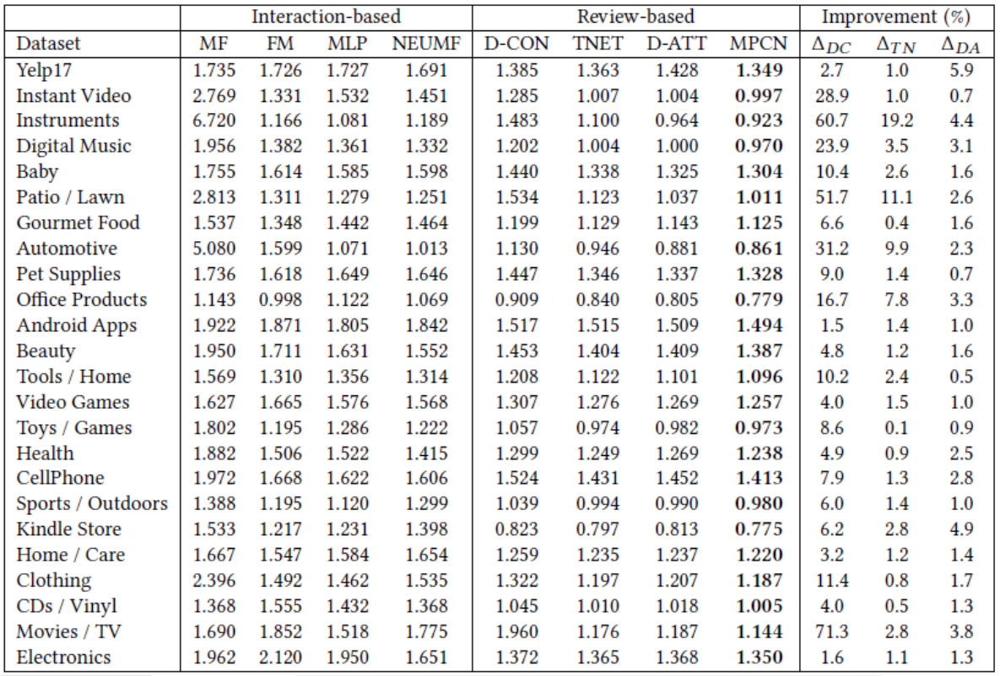 Interaction-based Review-based Improvement (%)
Dataset MF FM MLP NEUMF D-CON TNET D-ATT MPCN Δ_DC Δ_TN Δ_DA
Yelp17 1.735 1.726 1.727 1.691 1.385 1.363 1.428 1.349 2.7 1.0 5.9
Instant Video 2.769 1.331 1.532 1.451 1.285 1.007 1.004 0.997 28.9 1.0 0.7
Instruments 6.720 1.166 1.081 1.189 1.483 1.100 0.964 0.923 60.7 19.2 4.4
Digital Music 1.956 1.382 1.361 1.332 1.202 1.004 1.000 0.970 23.9 3.5 3.1
Baby 1.755 1.614 1.585 1.598 1.440 1.338 1.325 1.304 10.4 2.6 1.6
Patio / Lawn 2.813 1.311 1.279 1.251 1.534 1.123 1.037 1.011 51.7 11.1 2.6
Gourmet Food 1.537 1.348 1.442 1.464 1.199 1.129 1.143 1.125 6.6 0.4 1.6
Automotive 5.080 1.599 1.071 1.013 1.130 0.946 0.881 0.861 31.2 9.9 2.3
Pet Supplies 1.736 1.618 1.649 1.646 1.447 1.346 1.337 1.328 9.0 1.4 0.7
Office Products 1.143 0.998 1.122 1.069 0.909 0.840 0.805 0.779 16.7 7.8 3.3
Android Apps 1.922 1.871 1.805 1.842 1.517 1.515 1.509 1.494 1.5 1.4 1.0
Beauty 1.950 1.711 1.631 1.552 1.453 1.404 1.409 1.387 4.8 1.2 1.6
Tools / Home 1.569 1.310 1.356 1.314 1.208 1.122 1.101 1.096 10.2 2.4 0.5
Video Games 1.627 1.665 1.576 1.568 1.307 1.276 1.269 1.257 4.0 1.5 1.0
Toys / Games 1.802 1.195 1.286 1.222 1.057 0.974 0.982 0.973 8.6 0.1 0.9
Health 1.882 1.506 1.522 1.415 1.299 1.249 1.269 1.238 4.9 0.9 2.5
CellPhone 1.972 1.668 1.622 1.606 1.524 1.431 1.452 1.413 7.9 1.3 2.8
Sports / Outdoors 1.388 1.195 1.120 1.299 1.039 0.994 0.990 0.980 6.0 1.4 1.0
Kindle Store 1.533 1.217 1.231 1.398 0.823 0.797 0.813 0.775 6.2 2.8 4.9
Home / Care 1.667 1.547 1.584 1.654 1.259 1.235 1.237 1.220 3.2 1.2 1.4
Clothing 2.396 1.492 1.462 1.535 1.322 1.197 1.207 1.187 11.4 0.8 1.7
CDs / Vinyl 1.368 1.555 1.432 1.368 1.045 1.010 1.018 1.005 4.0 0.5 1.3
Movies / TV 1.690 1.852 1.518 1.775 1.960 1.176 1.187 1.144 71.3 2.8 3.8
Electronics 1.962 2.120 1.950 1.651 1.372 1.365 1.368 1.350 1.6 1.1 1.3